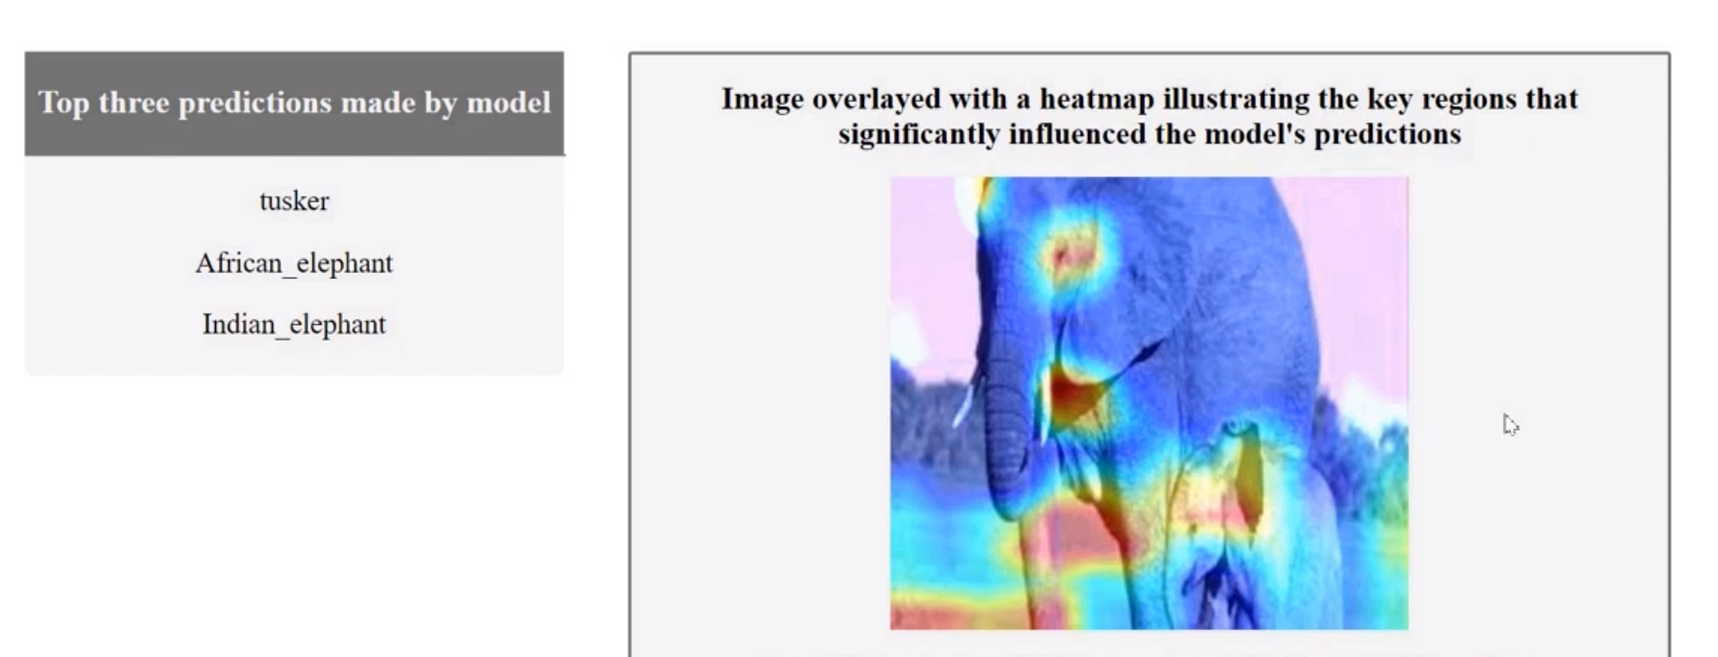 Top three predictions made by model
tusker
African_elephant
Indian_elephant
Image overlayed with a heatmap illustrating the key regions that
significantly influenced the model's predictions